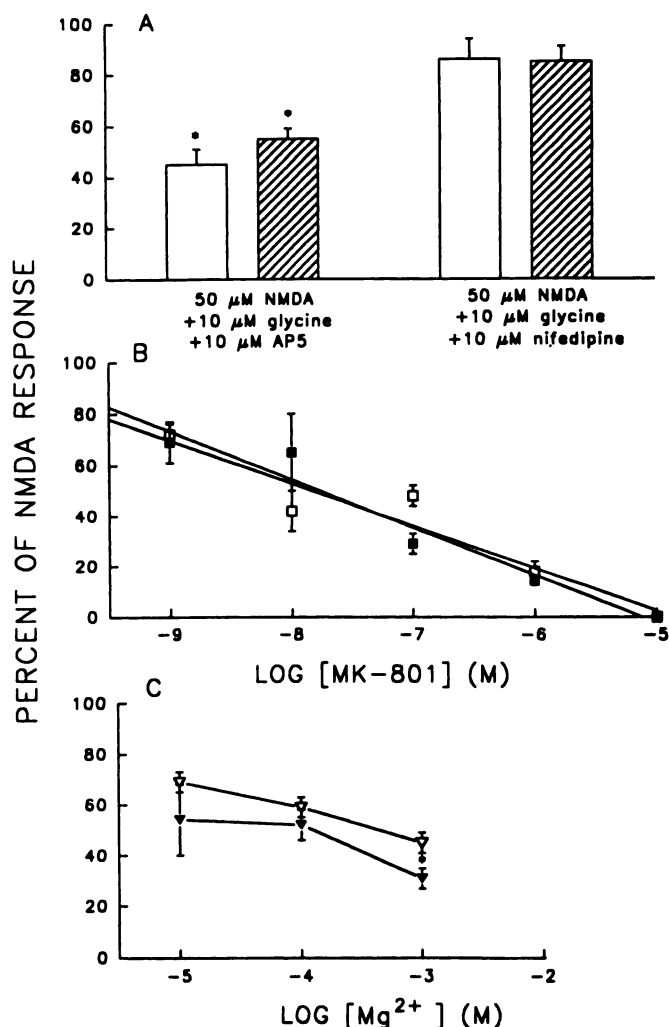 A
100
80
60
40
20
0
* *
50 μM NMDA
+10 μM glycine
+10 μM AP5
50 μM NMDA
+10 μM glycine
+10 μM nifedipine
PERCENT OF NMDA RESPONSE
B
100
80
60
40
20
0
-9 -8 -7 -6 -5
LOG [MK-801] (M)
C
100
80
60
40
20
0
*
-5 -4 -3 -2
LOG [Mg²⁺] (M)